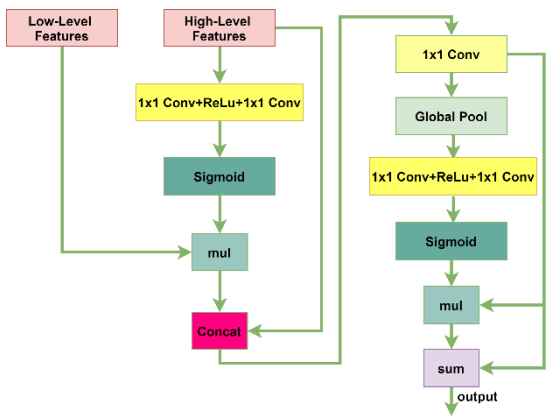 Low-Level
Features
High-Level
Features
1x1 Conv+ReLu+1x1 Conv
Sigmoid
mul
Concat
1x1 Conv
Global Pool
1x1 Conv+ReLu+1x1 Conv
Sigmoid
mul
sum
output